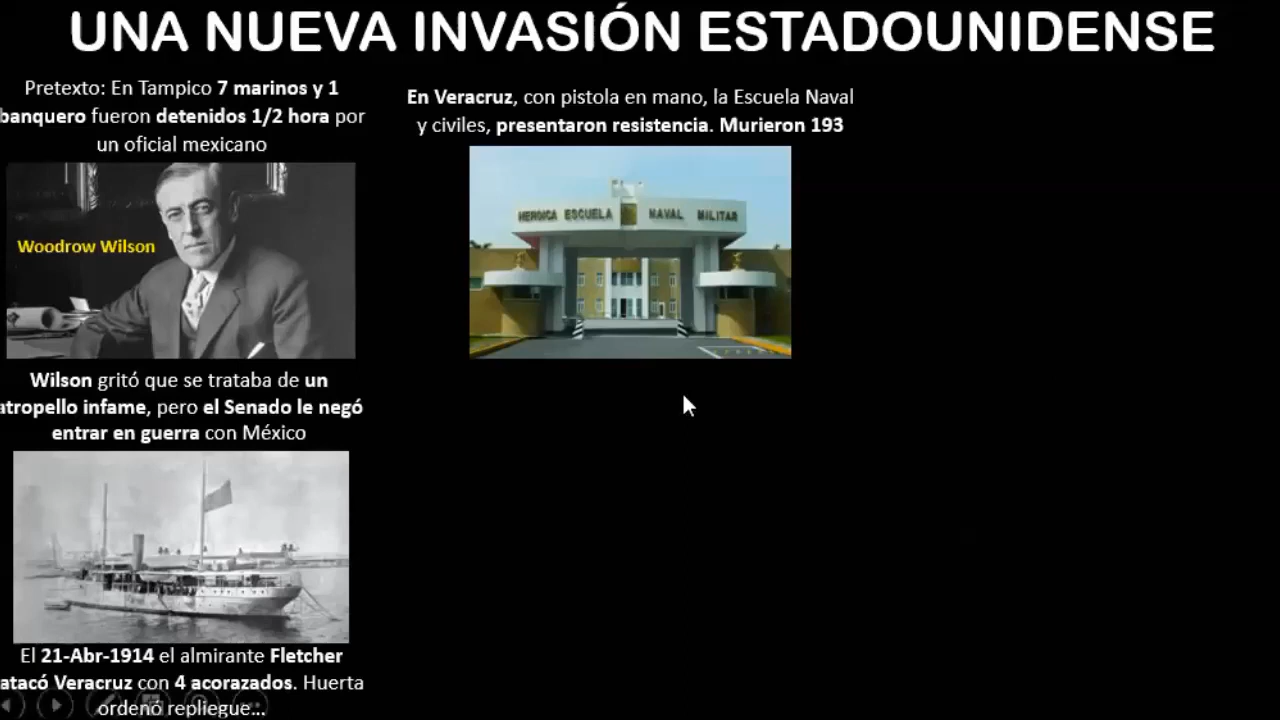 UNA NUEVA INVASIÓN ESTADOUNIDENSE
Pretexto: En Tampico 7 marinos y 1
banquero fueron detenidos 1/2 hora por
un oficial mexicano
Woodrow Wilson
Wilson gritó que se trataba de un
atropello infame, pero el Senado le negó
entrar en guerra con México
El 21-Abr-1914 el almirante Fletcher
atacó Veracruz con 4 acorazados. Huerta
ordenó repliegue...
En Veracruz, con pistola en mano, la Escuela Naval
y civiles, presentaron resistencia. Murieron 193
HEROICA ESCUELA NAVAL MILITAR